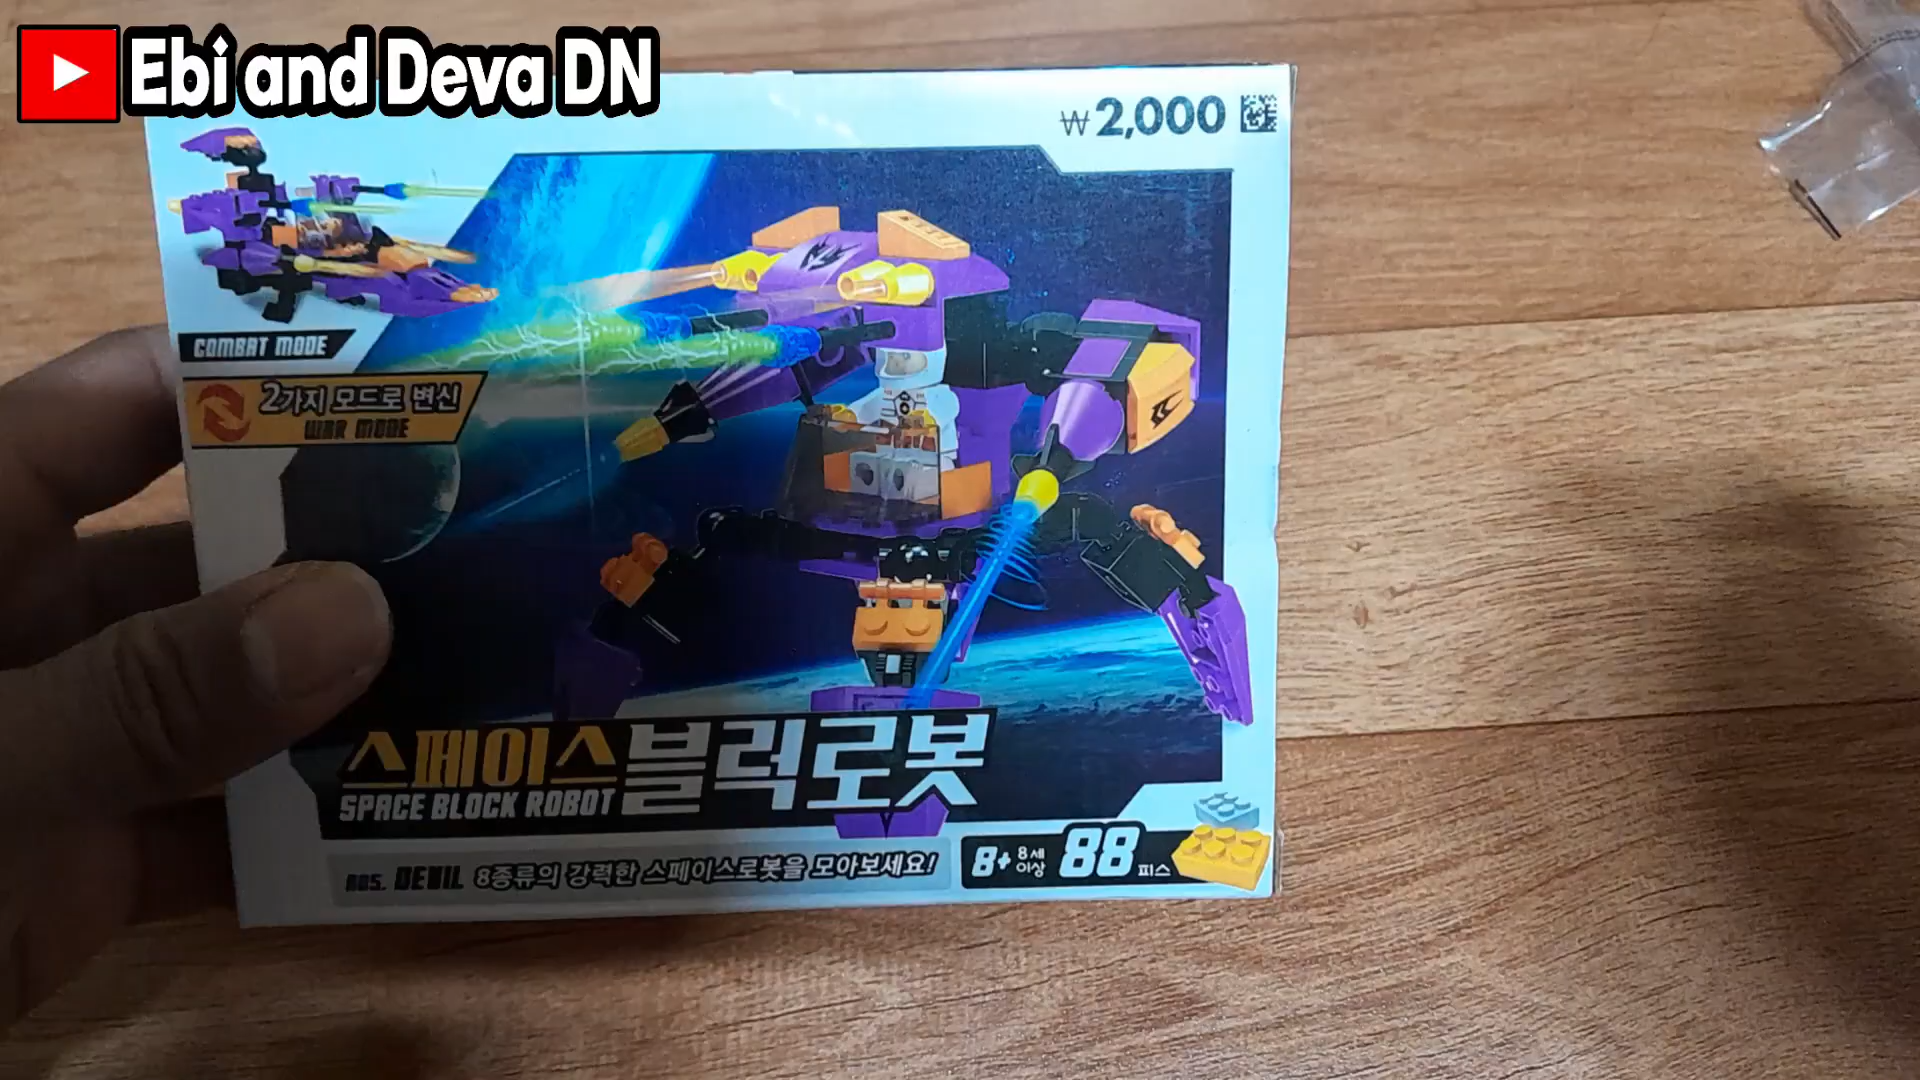 Ebi and Deva DN
₩2,000
COMBAT MODE
2가지 모드로 변신
WAR MODE
스페이스블럭로봇
SPACE BLOCK ROBOT
DEVIL 8종류의 강력한 스페이스로봇을 모아보세요!
8+ 8세 이상 88 피스